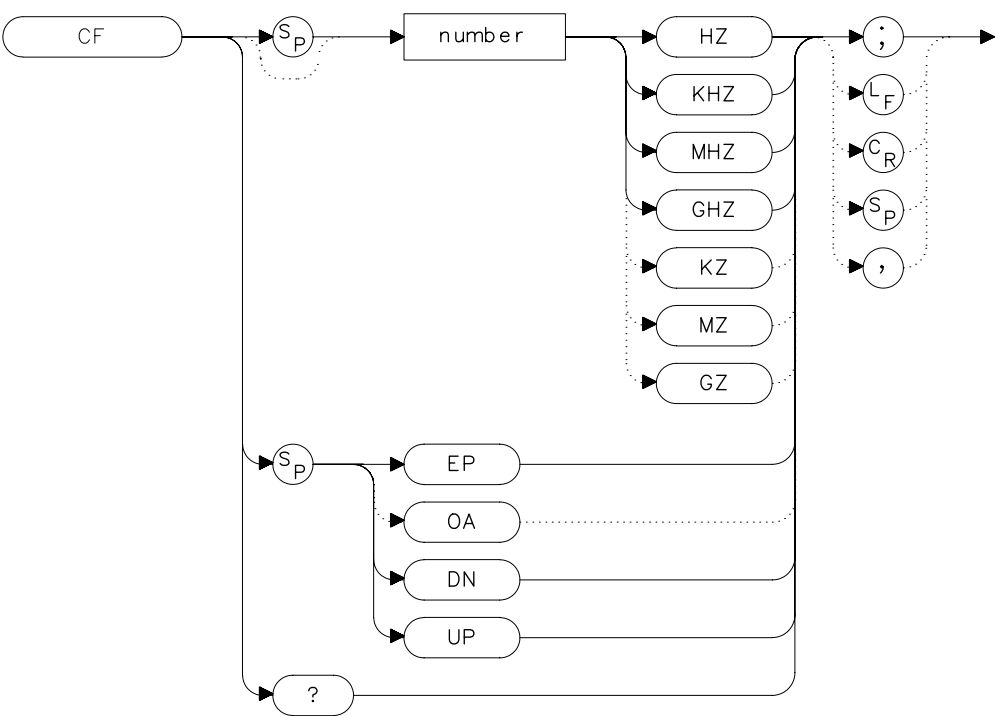 CF
SP
number
HZ
;
KHZ
LF
MHZ
CR
GHZ
SP
KZ
,
MZ
GZ
SP
EP
OA
DN
UP
?